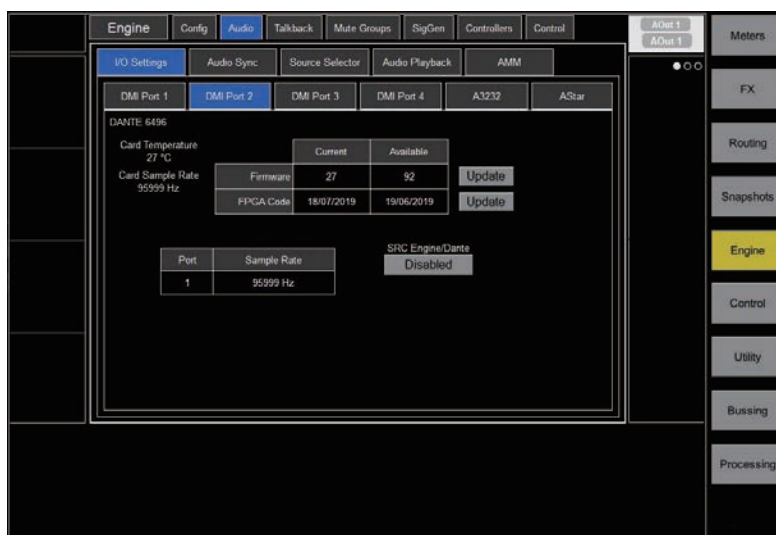 Engine Config Audio Talkback Mute Groups SigGen Controllers Control
AOut 1
AOut 1
Meters
I/O Settings Audio Sync Source Selector Audio Playback AMM
FX
DMI Port 1 DMI Port 2 DMI Port 3 DMI Port 4 A3232 AStar
DANTE 6496
Card Temperature
27 °C
Current Available
Routing
Card Sample Rate
95999 Hz
Firmware 27 92 Update
FPGA Code 18/07/2019 19/06/2019 Update
Snapshots
SRC Engine/Dante
Disabled
Engine
Port Sample Rate
1 95999 Hz
Control
Utility
Bussing
Processing